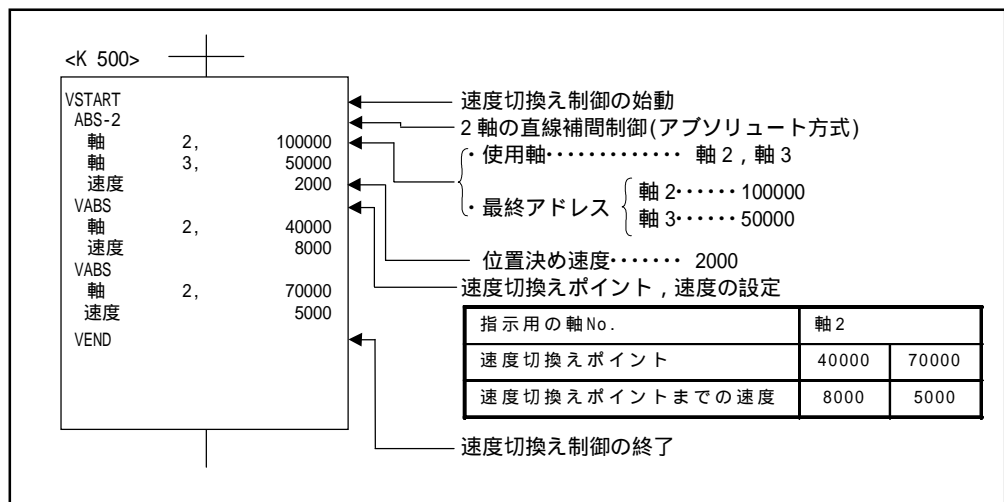 <K 500>
VSTART
ABS-2
軸 2, 100000
軸 3, 50000
速度 2000
VABS
軸 2, 40000
速度 8000
VABS
軸 2, 70000
速度 5000
VEND
速度切換え制御の始動
2軸の直線補間制御(アブソリュート方式)
・使用軸・・・・・・・・・・・・・ 軸2,軸3
・最終アドレス
軸2・・・・・・100000
軸3・・・・・・50000
位置決め速度・・・・・・・ 2000
速度切換えポイント,速度の設定
指示用の軸No. 軸2
速度切換えポイント 40000 70000
速度切換えポイントまでの速度 8000 5000
速度切換え制御の終了